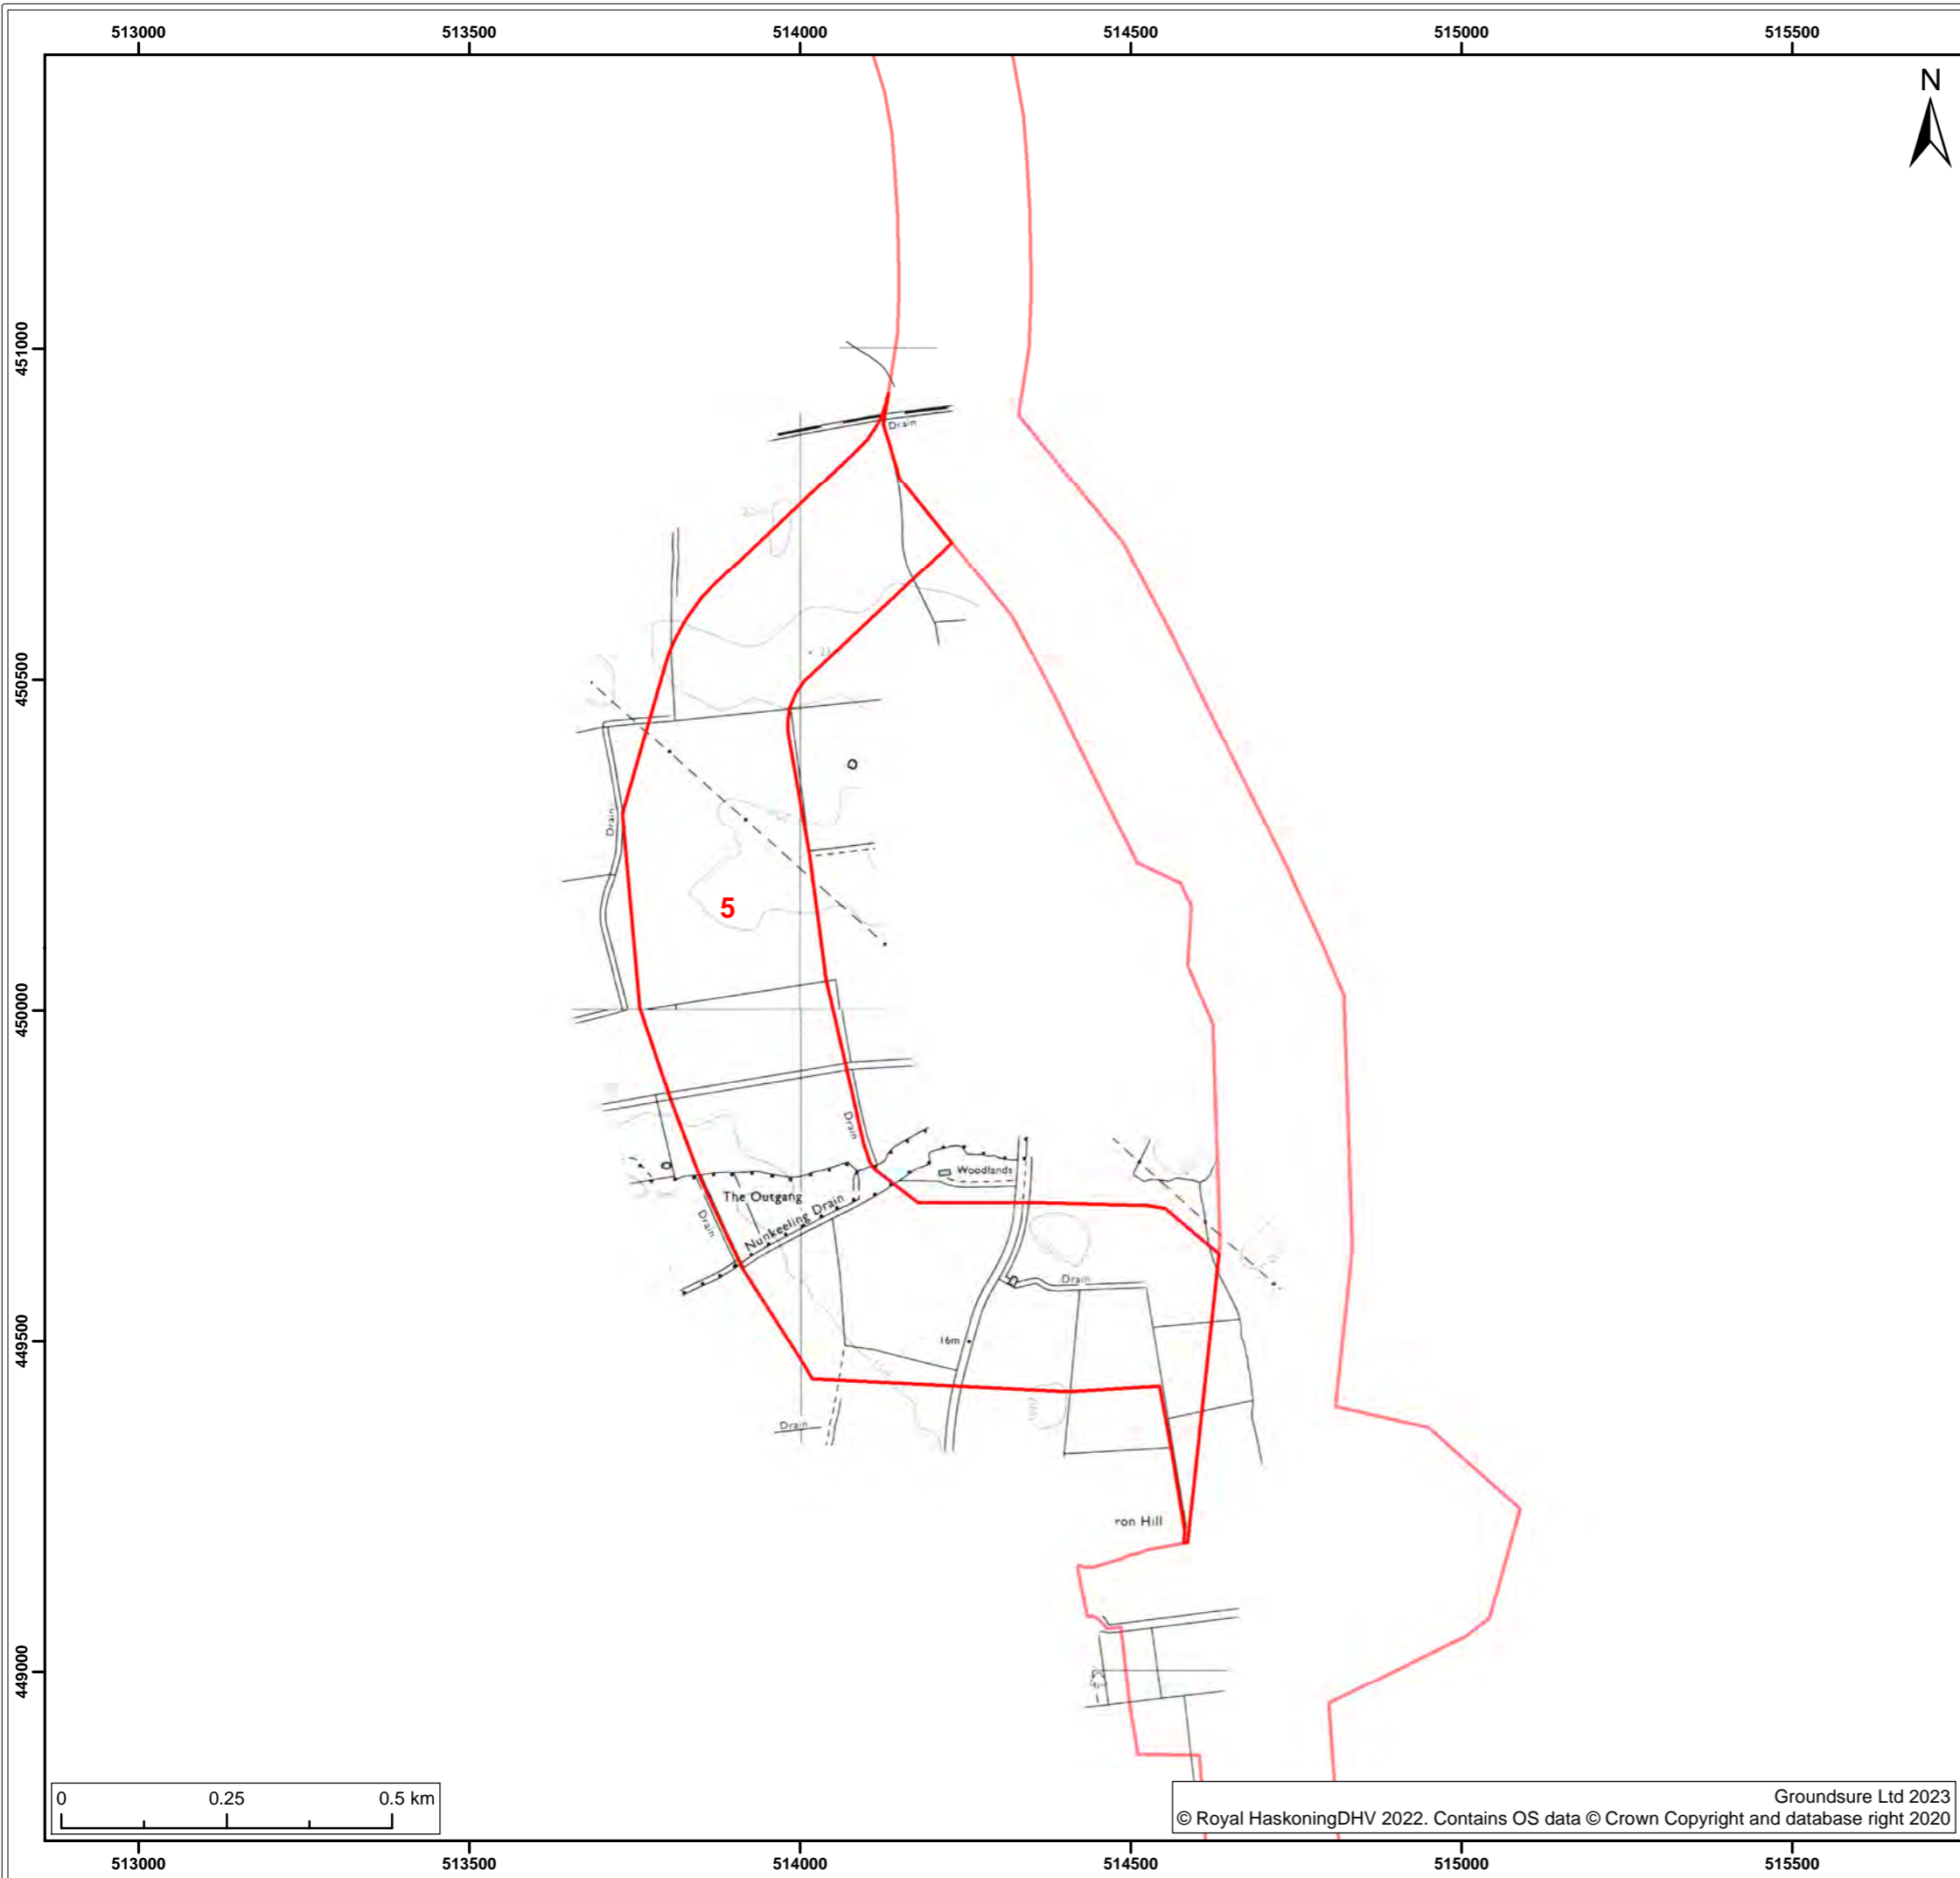 513000 513500 514000 514500 515000 515500
N
451000
Drain
450500
Drain
5
450000
Drain
Woodlands
The Outgang
Drain
Nunkeeling Drain
Drain
449500
16m
Drain
ron Hill
449000
0 0.25 0.5 km
Groundsure Ltd 2023
© Royal HaskoningDHV 2022. Contains OS data © Crown Copyright and database right 2020
513000 513500 514000 514500 515000 515500